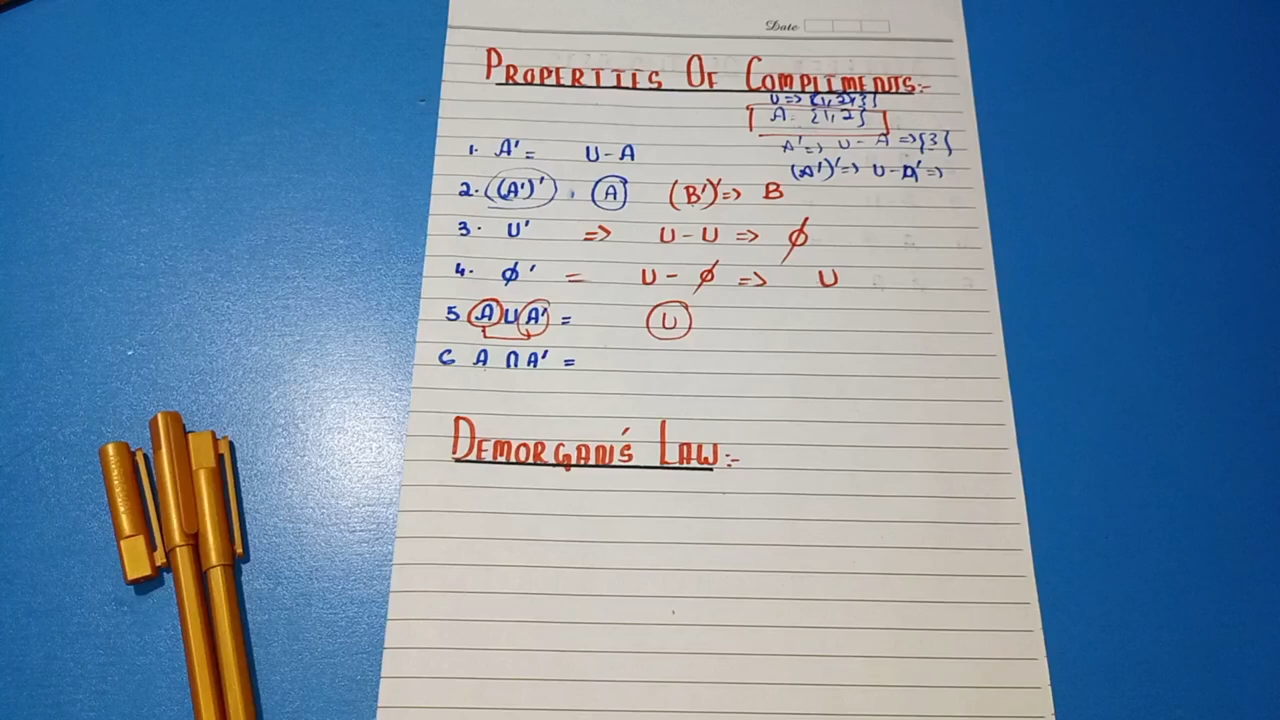 Date
PROPERTIES OF COMPLIMENTS:-
U => {1,2,3}
A = {1,2}
A' => U - A => {3}
(A')' => U - A' =>
1. A' = U - A
2. (A')' . A (B')' => B
3. U' => U - U => ϕ
4. ϕ' = U - ϕ => U
5 A U A' = U
6 A ∩ A' =
DEMORGAN'S LAW:-